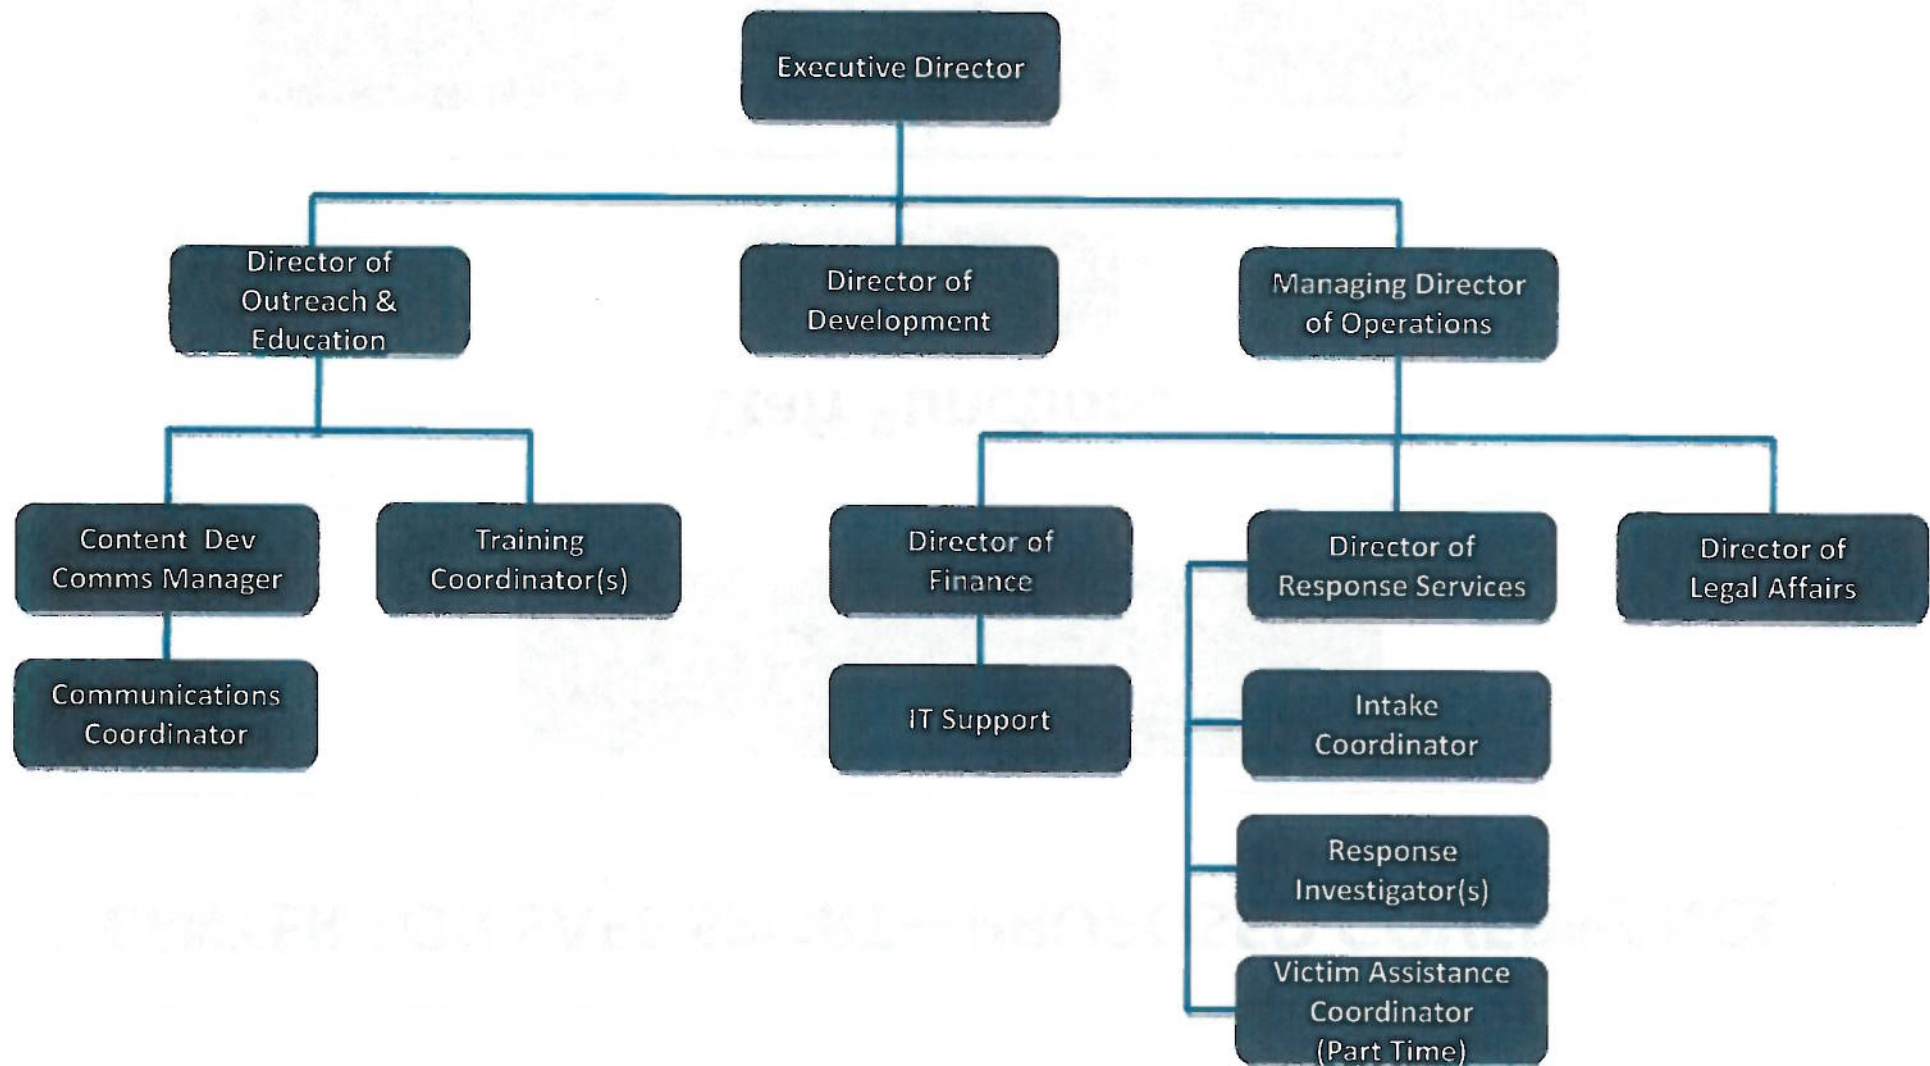 Executive Director
Director of
Outreach &
Education
Director of
Development
Managing Director
of Operations
Content Dev
Comms Manager
Training
Coordinator(s)
Director of
Finance
Director of
Response Services
Director of
Legal Affairs
Communications
Coordinator
IT Support
Intake
Coordinator
Response
Investigator(s)
Victim Assistance
Coordinator
(Part Time)